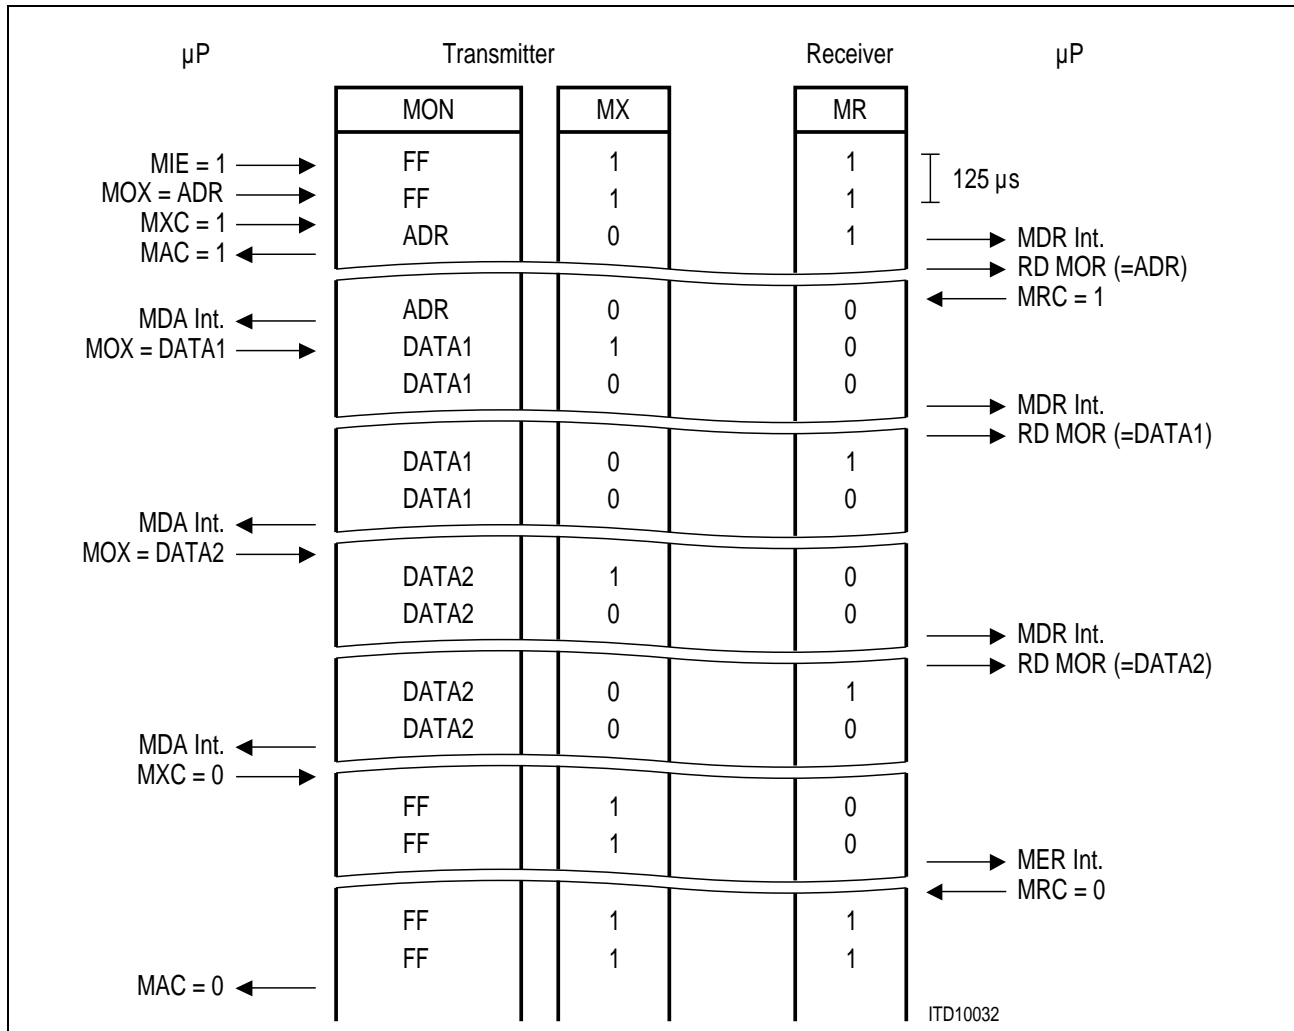 µP Transmitter Receiver µP
MON MX MR
MIE = 1 FF 1 1
125 µs
MOX = ADR FF 1 1
MXC = 1
ADR 0 1 MDR Int.
MAC = 1
RD MOR (=ADR)
MRC = 1
ADR 0 0
MDA Int.
MOX = DATA1 DATA1 1 0
DATA1 0 0
MDR Int.
RD MOR (=DATA1)
DATA1 0 1
DATA1 0 0
MDA Int.
MOX = DATA2
DATA2 1 0
DATA2 0 0
MDR Int.
RD MOR (=DATA2)
DATA2 0 1
DATA2 0 0
MDA Int.
MXC = 0
FF 1 0
FF 1 0
MER Int.
MRC = 0
FF 1 1
FF 1 1
MAC = 0
ITD10032